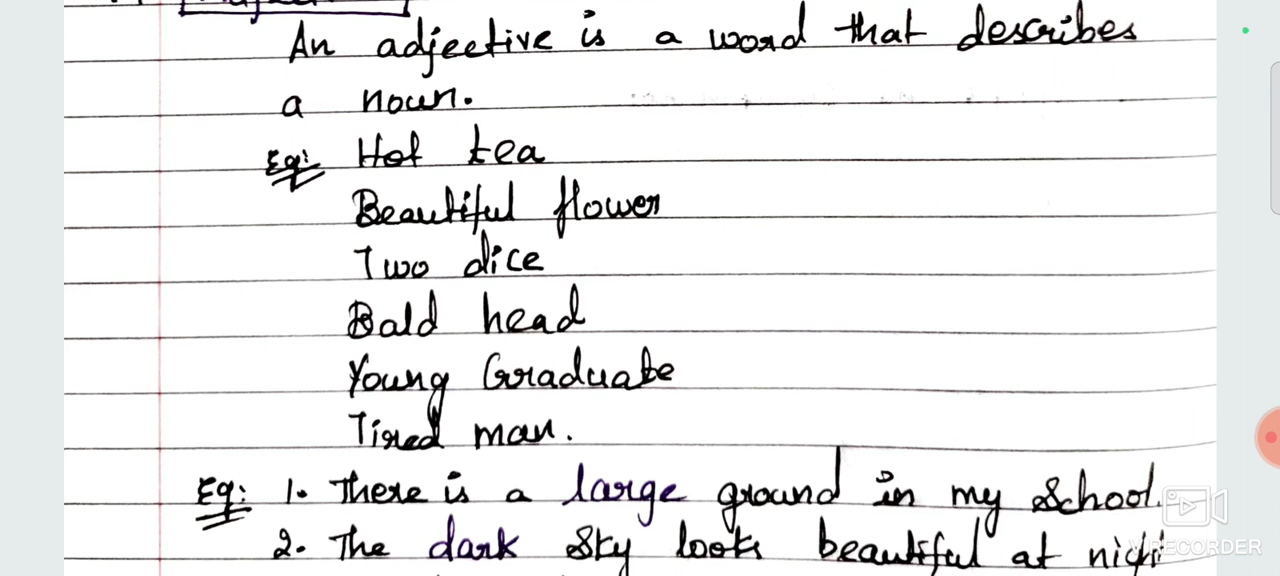 An adjective is a word that describes
a noun.
Eg: Hot tea
Beautiful flower
Two dice
Bald head
Young Graduate
Tired man.
Eg: 1. There is a large ground in my school.
2. The dark sky looks beautiful at
RECORDER